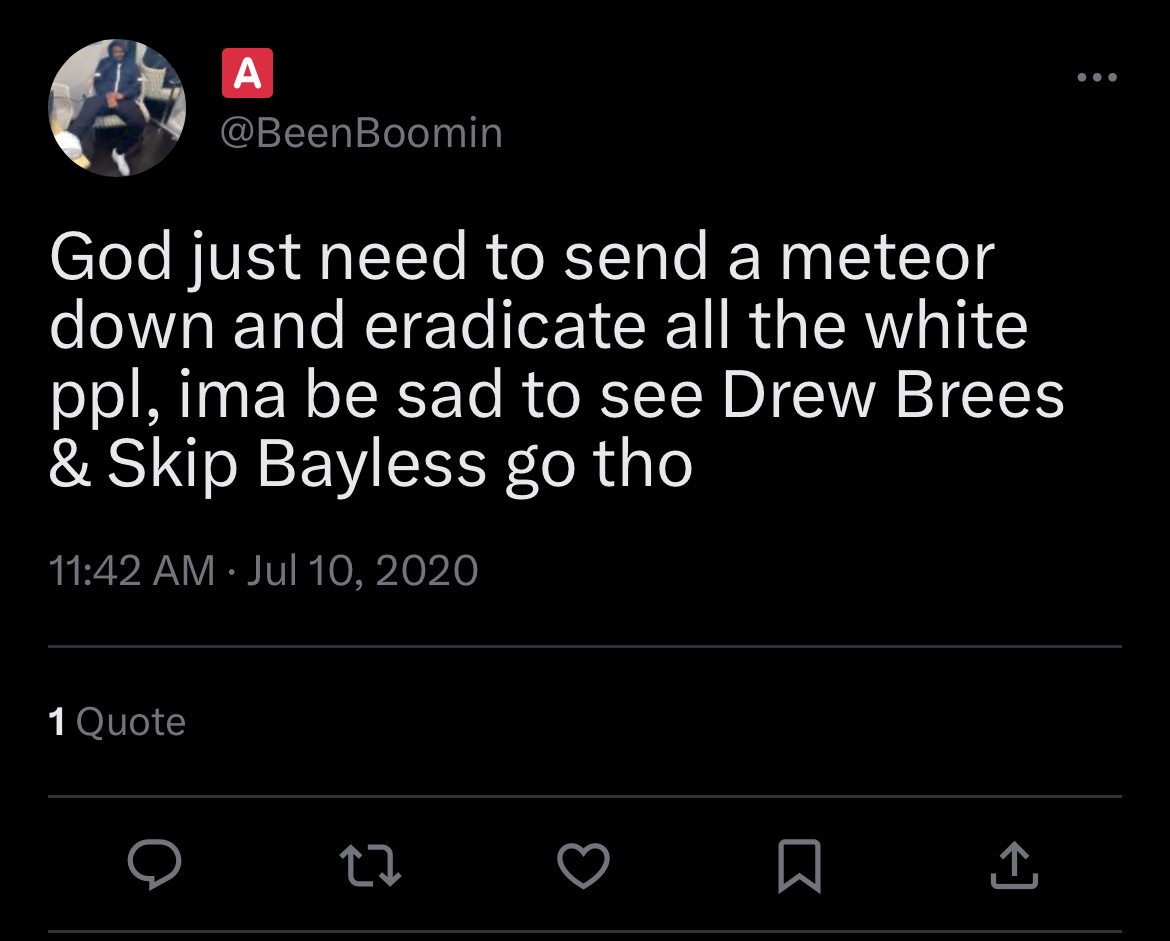 🅰
@BeenBoomin
God just need to send a meteor
down and eradicate all the white
ppl, ima be sad to see Drew Brees
& Skip Bayless go tho
11:42 AM · Jul 10, 2020
1 Quote